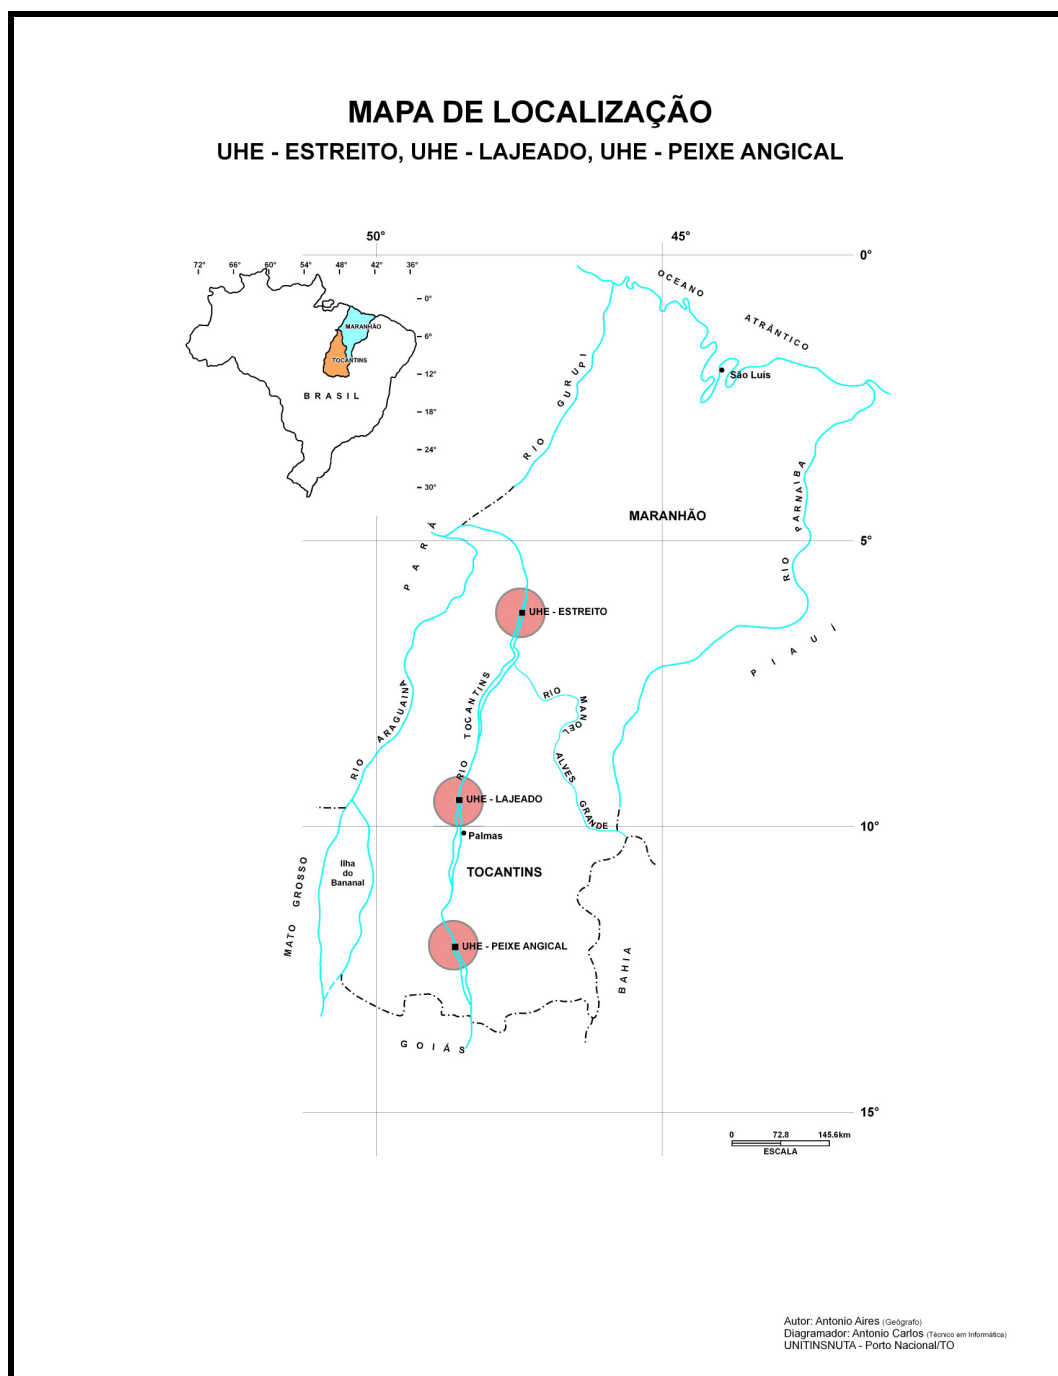 MAPA DE LOCALIZAÇÃO
UHE - ESTREITO, UHE - LAJEADO, UHE - PEIXE ANGICAL
50° 45°
0°
72° 66° 60° 54° 48° 42° 36°
0°
6°
12°
18°
24°
30°
MARANHÃO
TOCANTINS
BRASIL
OCEANO
ATRÂNTICO
São Luis
RIO GURUPI
RIO PARNAIBA
MARANHÃO
PARÁ
5°
UHE - ESTREITO
PIAUÍ
RIO TOCANTINS
RIO MANOEL ALVES GRANDE
RIO ARAGUAINA
UHE - LAJEADO
10°
Palmas
Ilha
do
Bananal
TOCANTINS
MATO GROSSO
UHE - PEIXE ANGICAL
BAHIA
GOIÁS
15°
0 72.8 145.6km
ESCALA
Autor: Antonio Aires (Geógrafo)
Diagramador: Antonio Carlos (Técnico em Informática)
UNITINSNUTA - Porto Nacional/TO